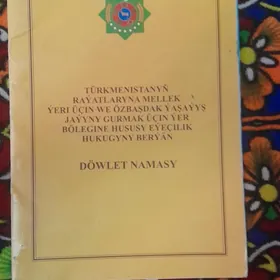 TÜRKMENISTANYŇ
RAÝATLARYNA MELLEK
ÝERI ÜÇIN WE ÖZBAŞDAK ÝAŞAÝYŞ
JAÝYNY GURMAK ÜÇIN ÝER
BÖLEGINE HUSUSY EÝEÇILIK
HUKUGYNY BERÝÄN
DÖWLET NAMASY